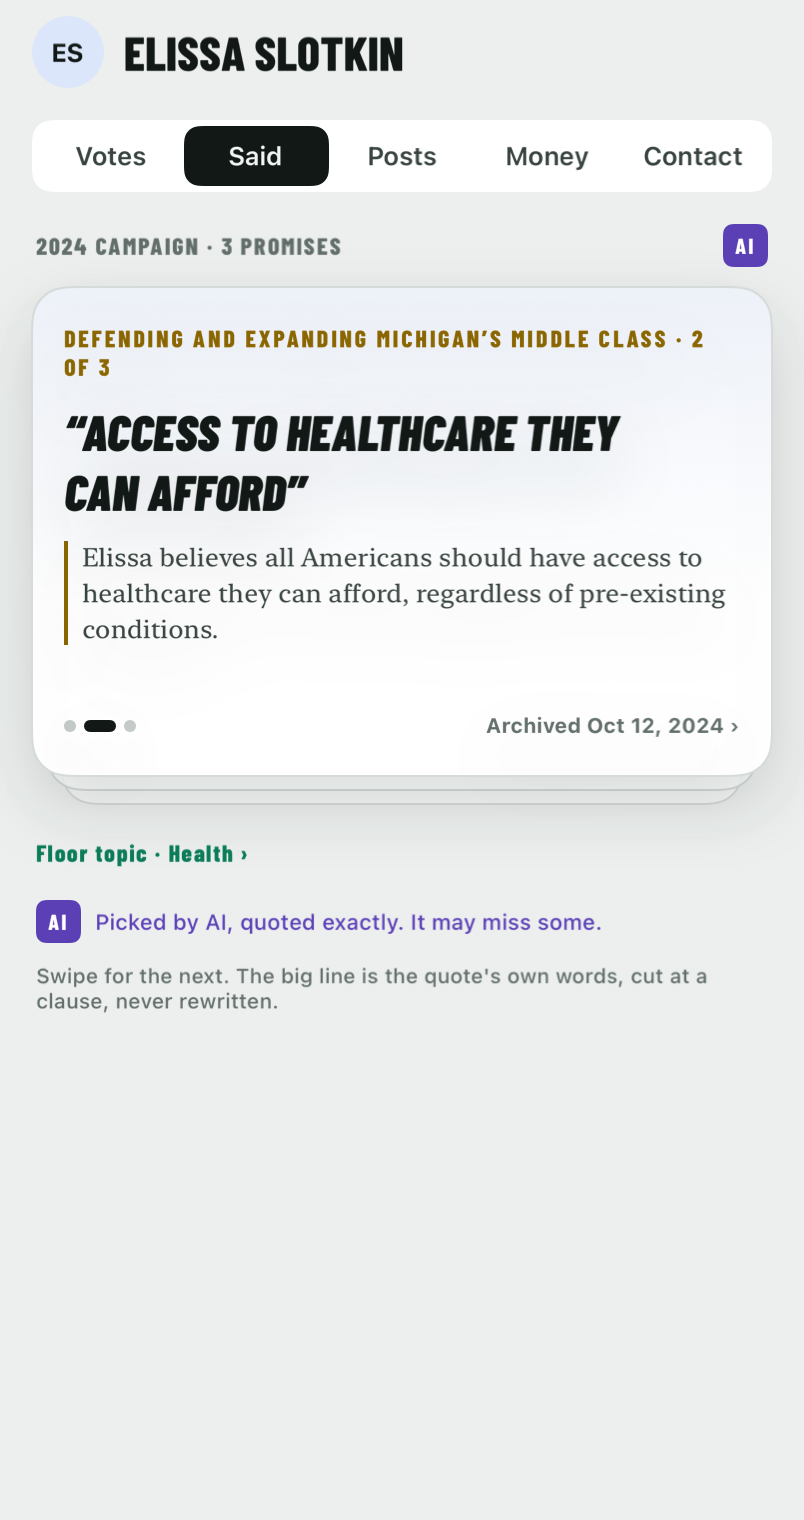 ES
ELISSA SLOTKIN
Votes Said Posts Money Contact
2024 CAMPAIGN · 3 PROMISES
AI
DEFENDING AND EXPANDING MICHIGAN’S MIDDLE CLASS · 2
OF 3
“ACCESS TO HEALTHCARE THEY
CAN AFFORD”
Elissa believes all Americans should have access to
healthcare they can afford, regardless of pre-existing
conditions.
Archived Oct 12, 2024 ›
Floor topic · Health ›
AI Picked by AI, quoted exactly. It may miss some.
Swipe for the next. The big line is the quote's own words, cut at a
clause, never rewritten.